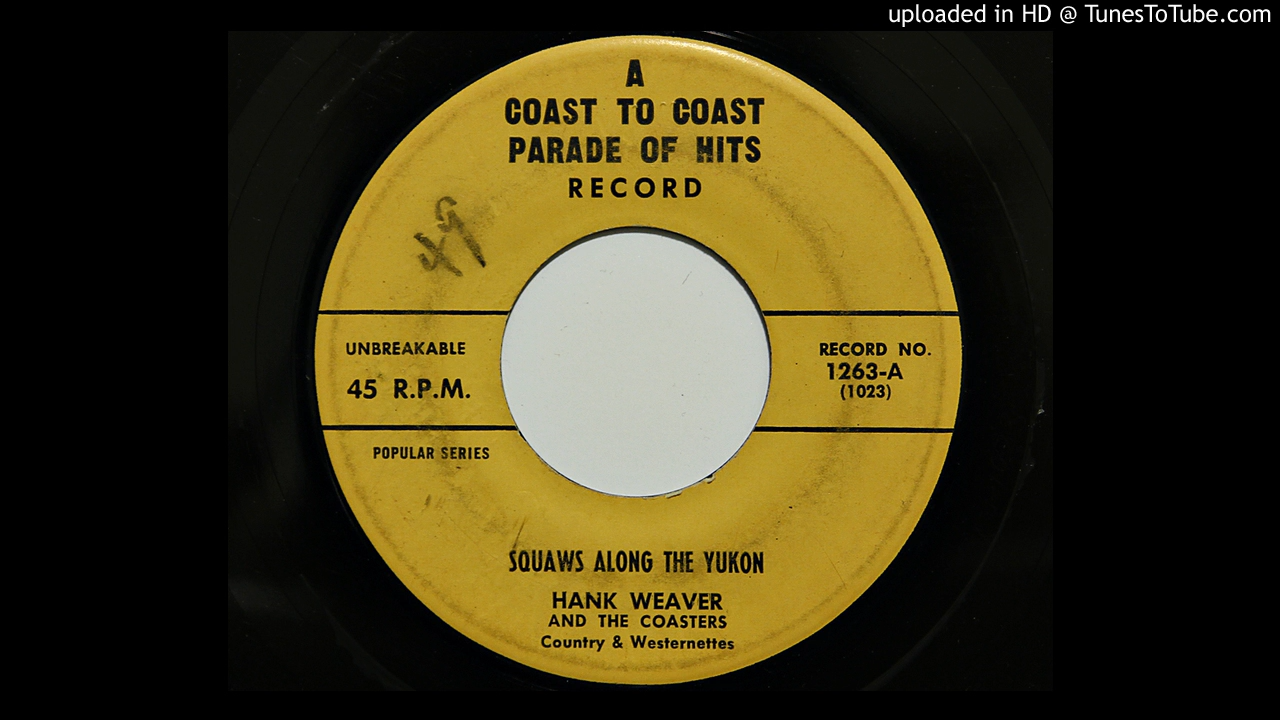 uploaded in HD @ TunesToTube.com
A
COAST TO COAST
PARADE OF HITS
RECORD
49
UNBREAKABLE
45 R.P.M.
RECORD NO.
1263-A
(1023)
POPULAR SERIES
SQUAWS ALONG THE YUKON
HANK WEAVER
AND THE COASTERS
Country & Westernettes